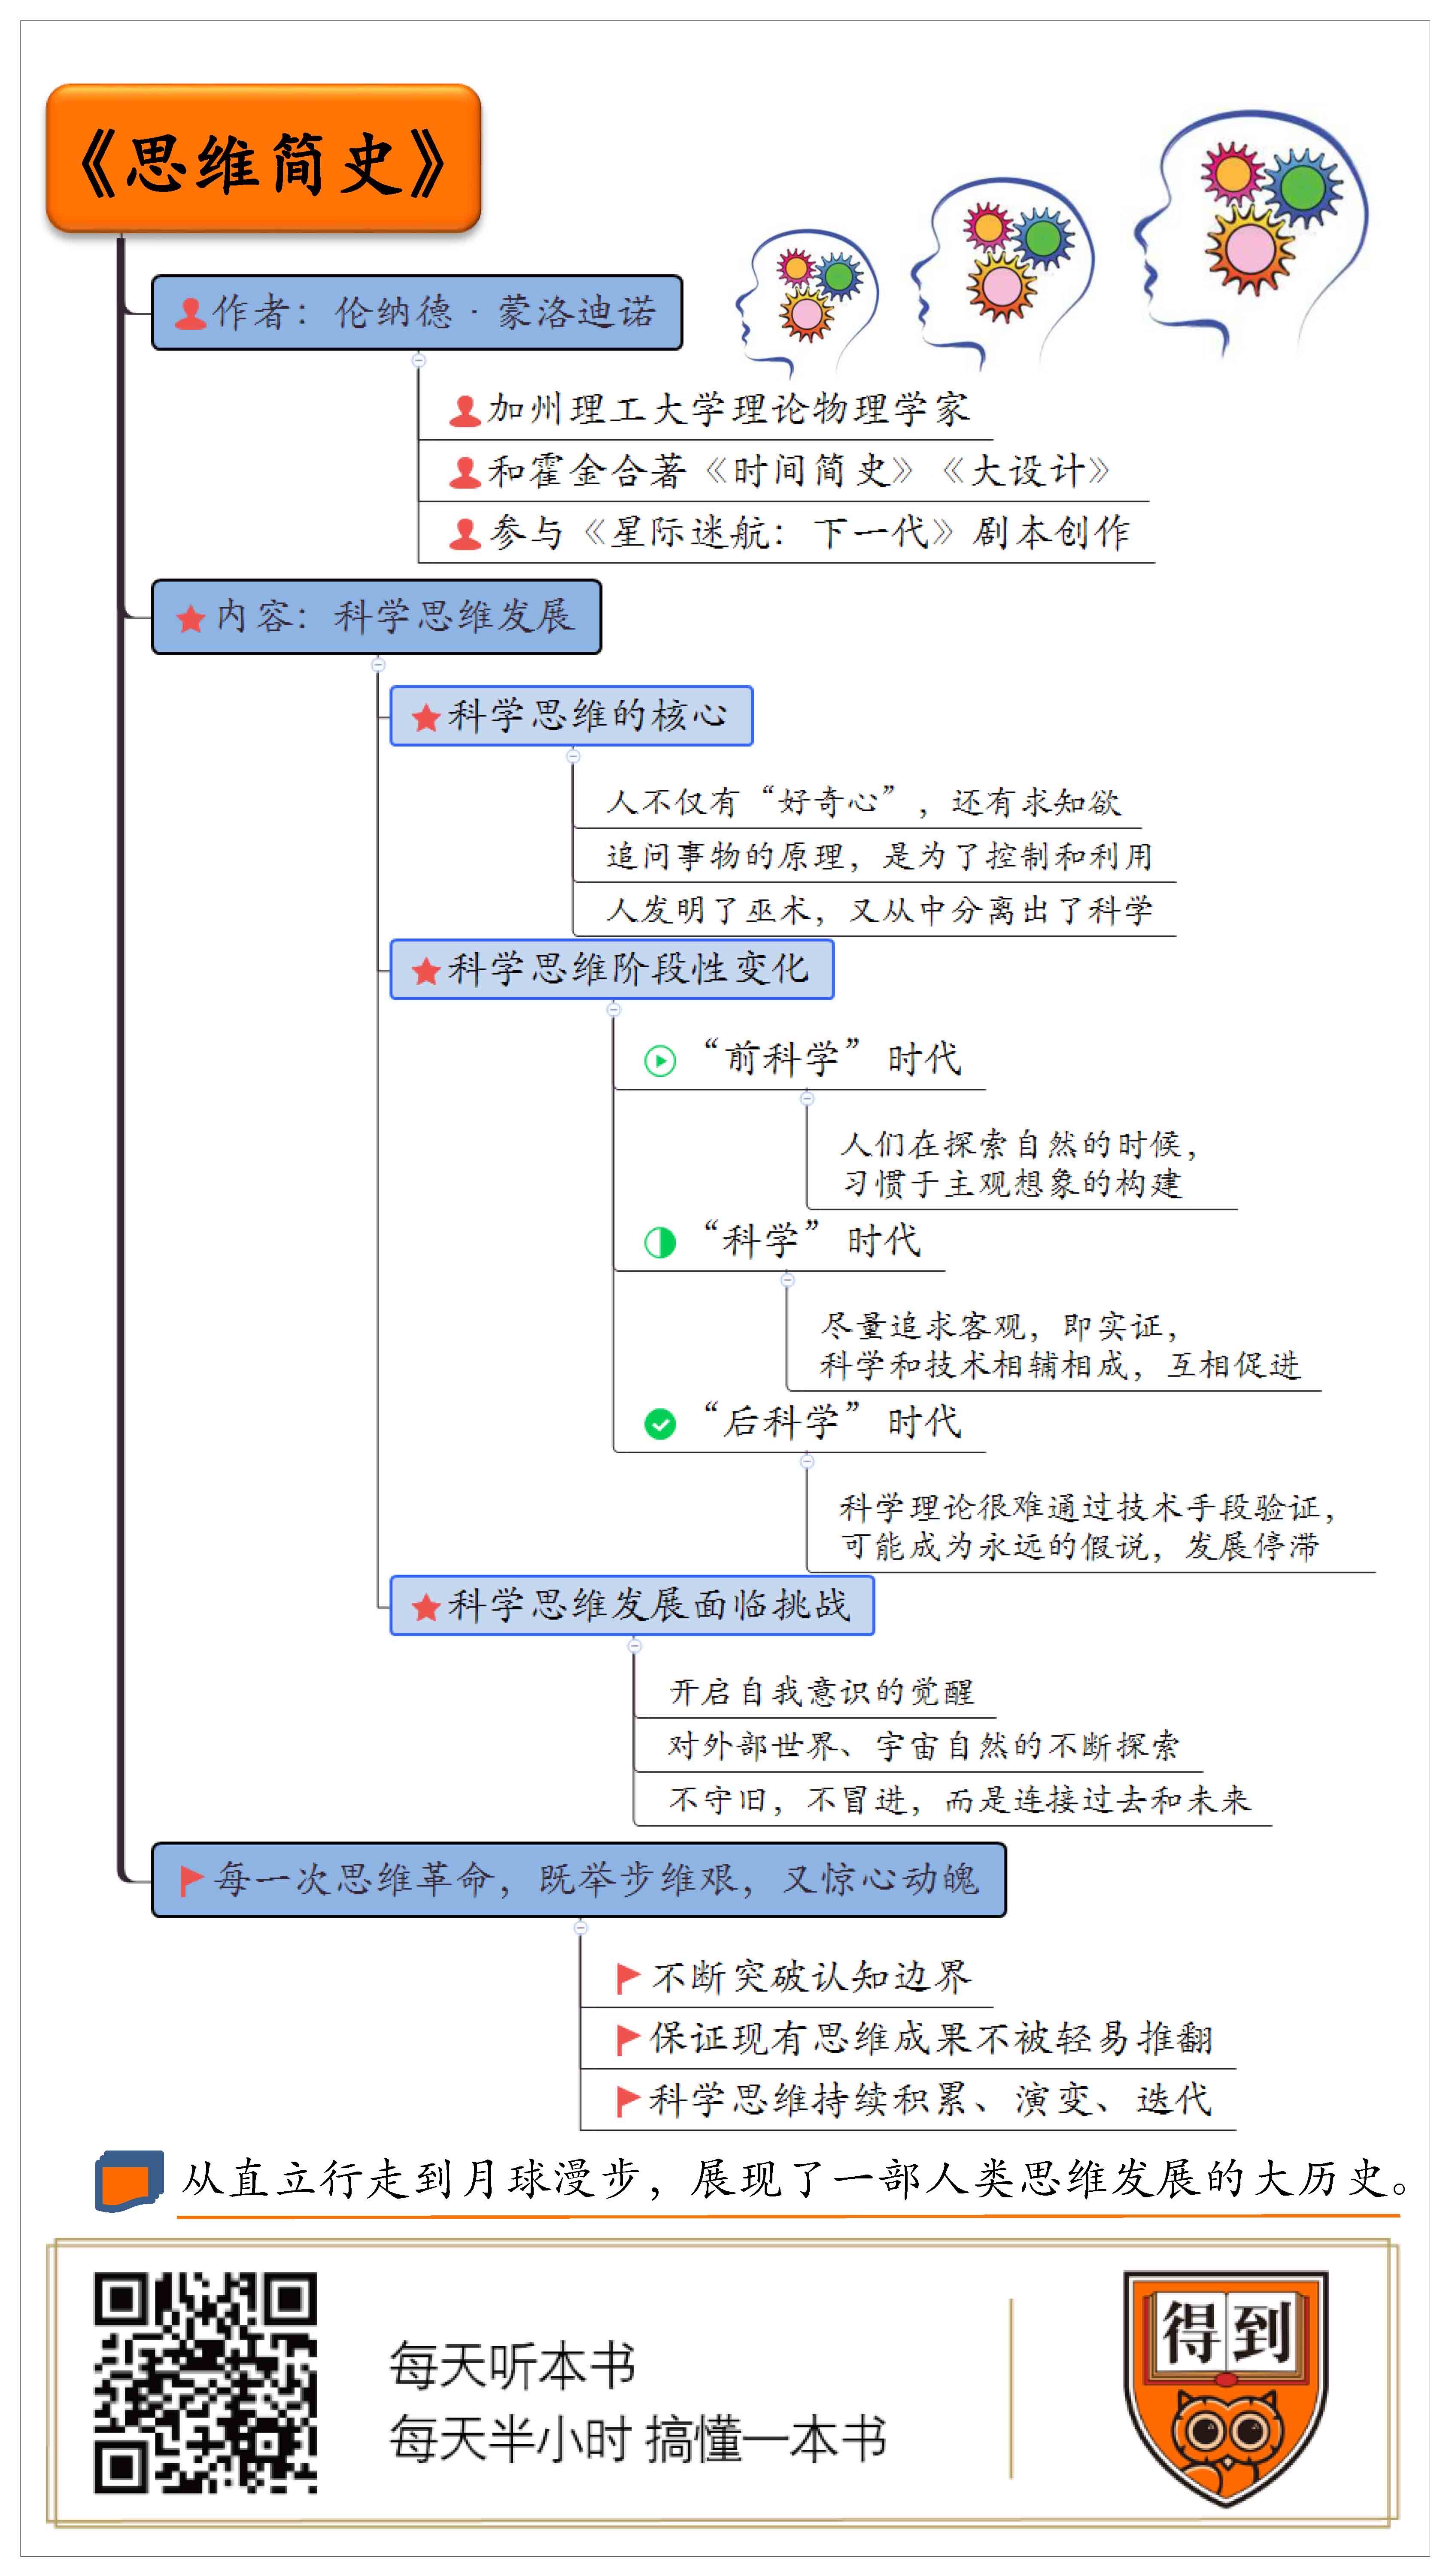 《思维简史》
作者：伦纳德·蒙洛迪诺
加州理工大学理论物理学家
和霍金合著《时间简史》《大设计》
参与《星际迷航：下一代》剧本创作
内容：科学思维发展
科学思维的核心
人不仅有“好奇心”，还有求知欲
追问事物的原理，是为了控制和利用
人发明了巫术，又从中分离出了科学
科学思维阶段性变化
“前科学”时代
人们在探索自然的时候，
习惯于主观想象的构建
“科学”时代
尽量追求客观，即实证，
科学和技术相辅相成，互相促进
“后科学”时代
科学理论很难通过技术手段验证，
可能成为永远的假说，发展停滞
科学思维发展面临挑战
开启自我意识的觉醒
对外部世界、宇宙自然的不断探索
不守旧，不冒进，而是连接过去和未来
每一次思维革命，既举步维艰，又惊心动魄
不断突破认知边界
保证现有思维成果不被轻易推翻
科学思维持续积累、演变、迭代
从直立行走到月球漫步，展现了一部人类思维发展的大历史。
每天听本书
每天半小时 搞懂一本书
得到